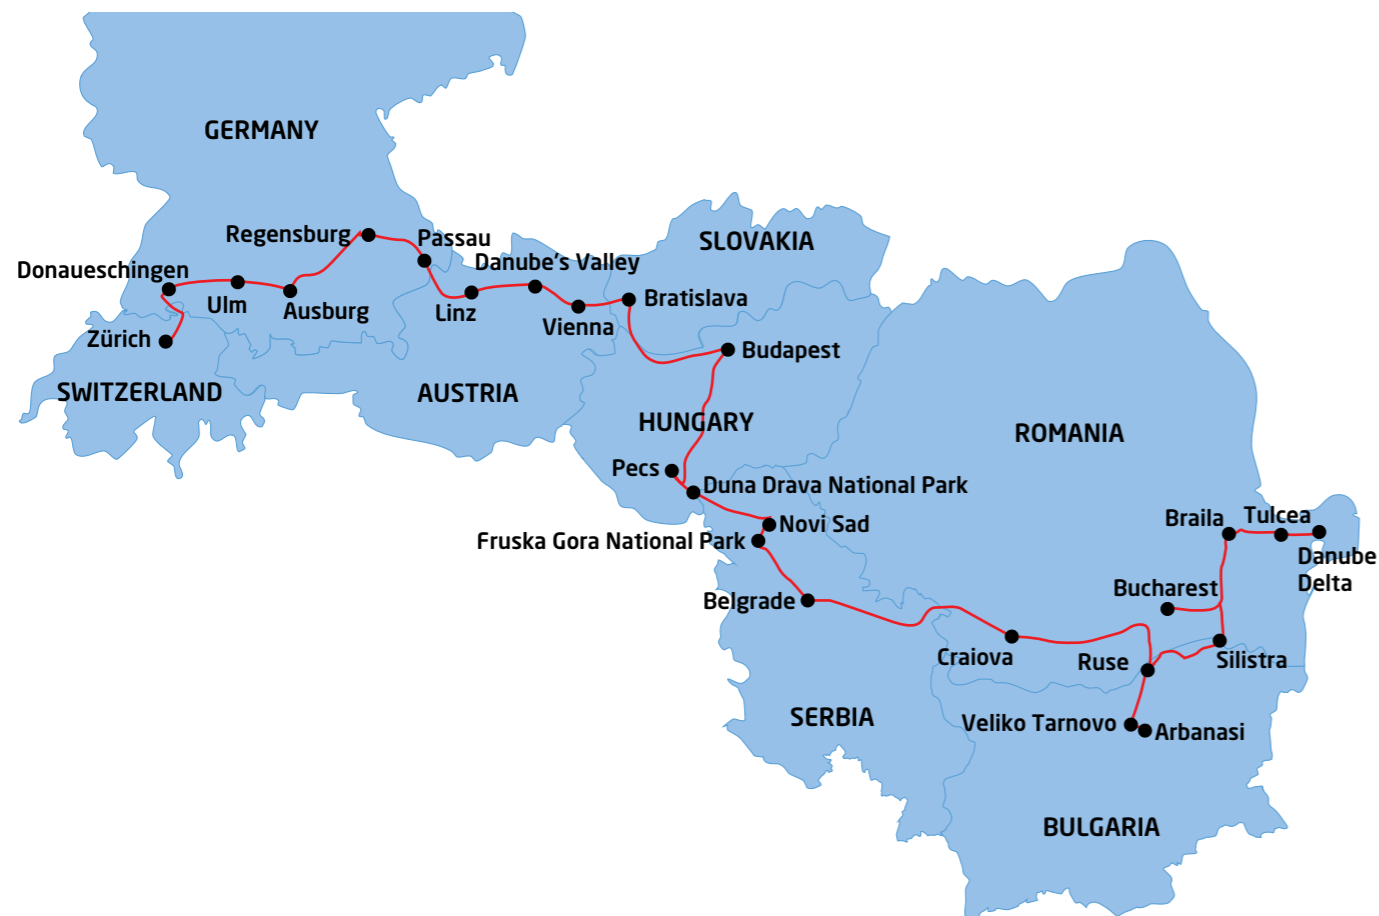 GERMANY
Regensburg
Passau
SLOVAKIA
Donaueschingen
Danube's Valley
Ulm
Ausburg
Linz
Bratislava
Vienna
Zürich
Budapest
SWITZERLAND
AUSTRIA
HUNGARY
ROMANIA
Pecs
Duna Drava National Park
Novi Sad
Braila
Tulcea
Fruska Gora National Park
Danube
Delta
Bucharest
Belgrade
Craiova
Ruse
Silistra
SERBIA
Veliko Tarnovo
Arbanasi
BULGARIA